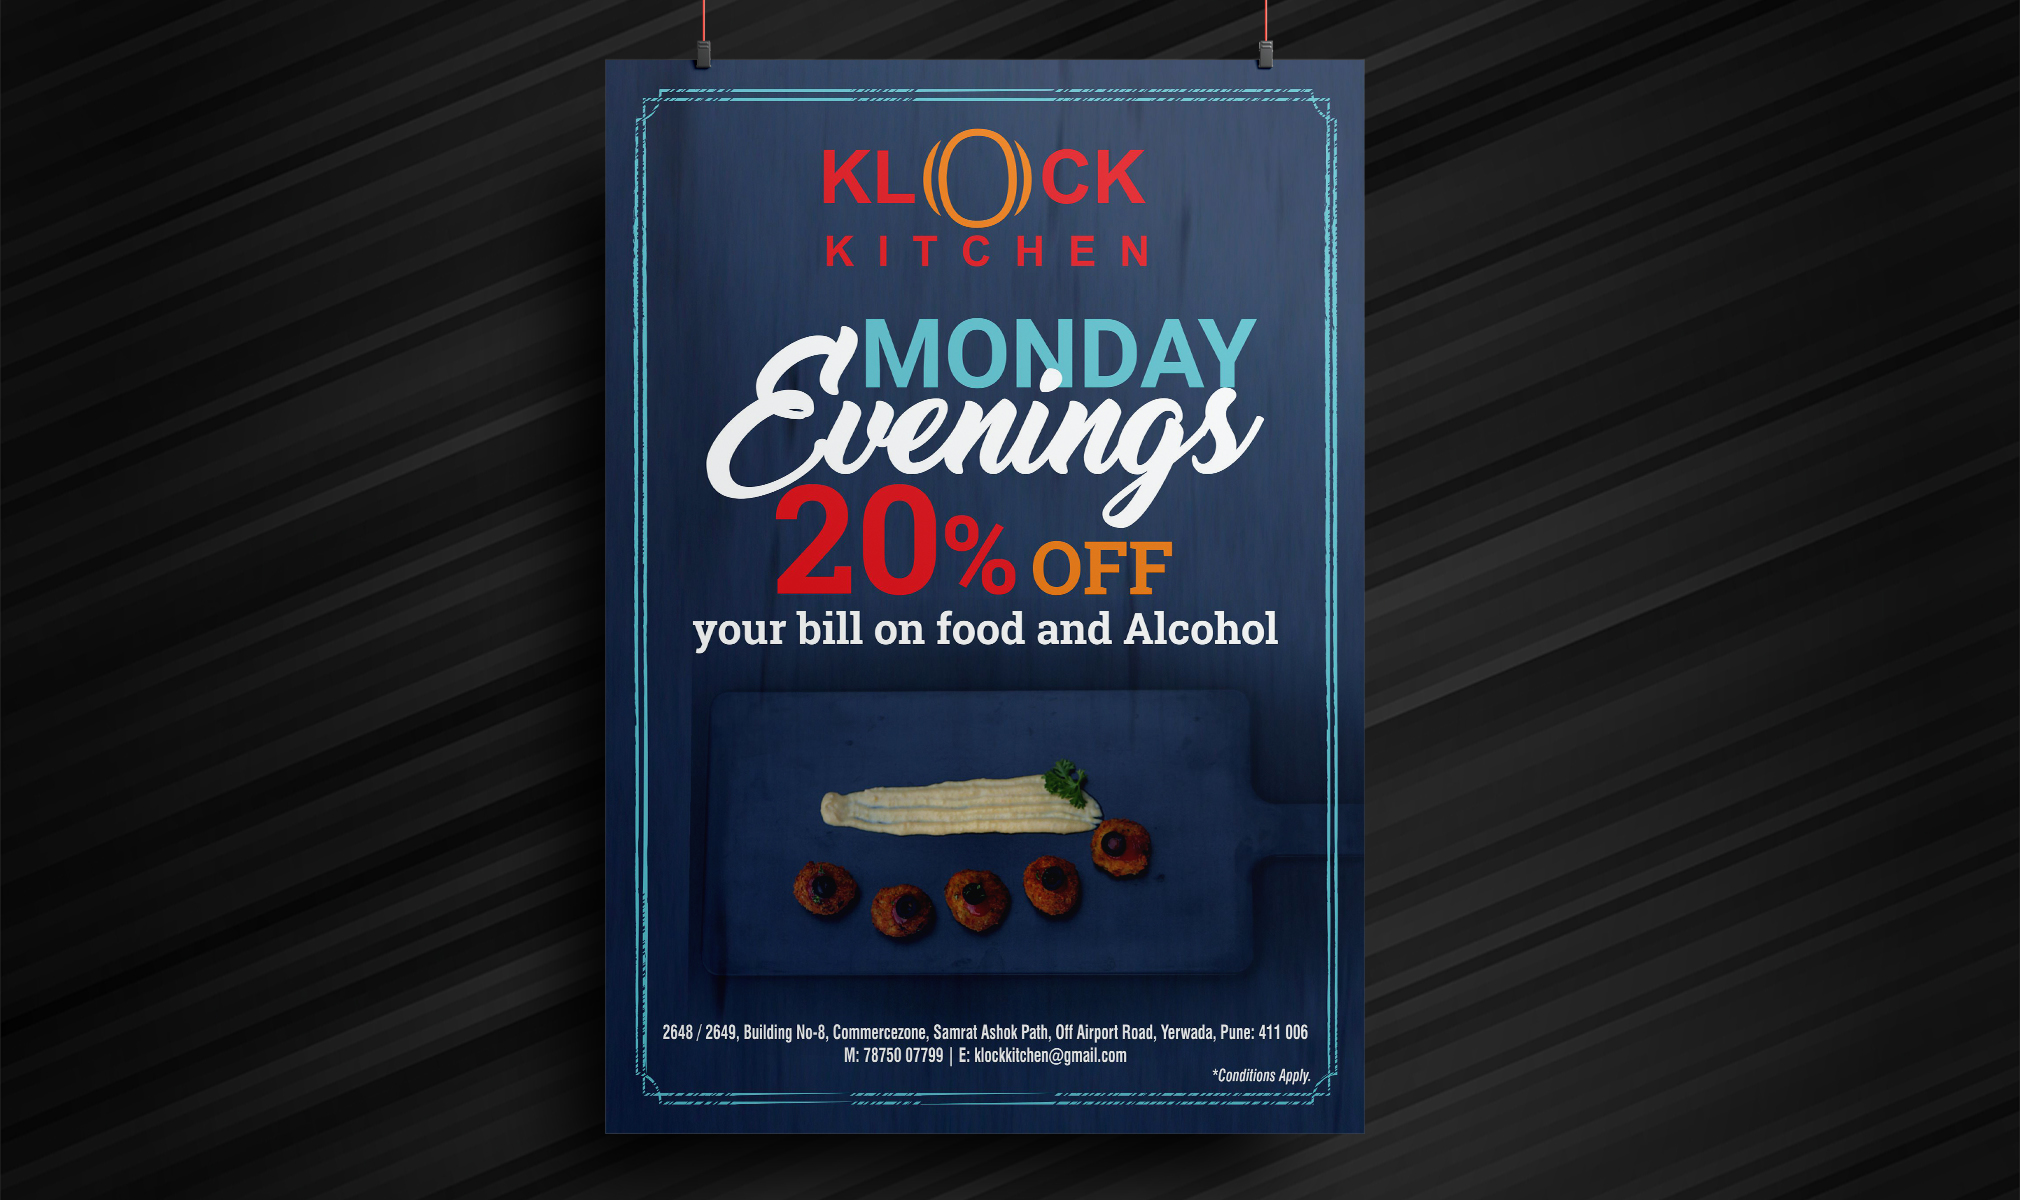 KLOCK
KITCHEN
MONDAY
Evenings
20% OFF
your bill on food and Alcohol
2648 / 2649, Building No-8, Commercezone, Samrat Ashok Path, Off Airport Road, Yerwada, Pune: 411 006
M: 78750 07799 | E: klockkitchen@gmail.com
*Conditions Apply.